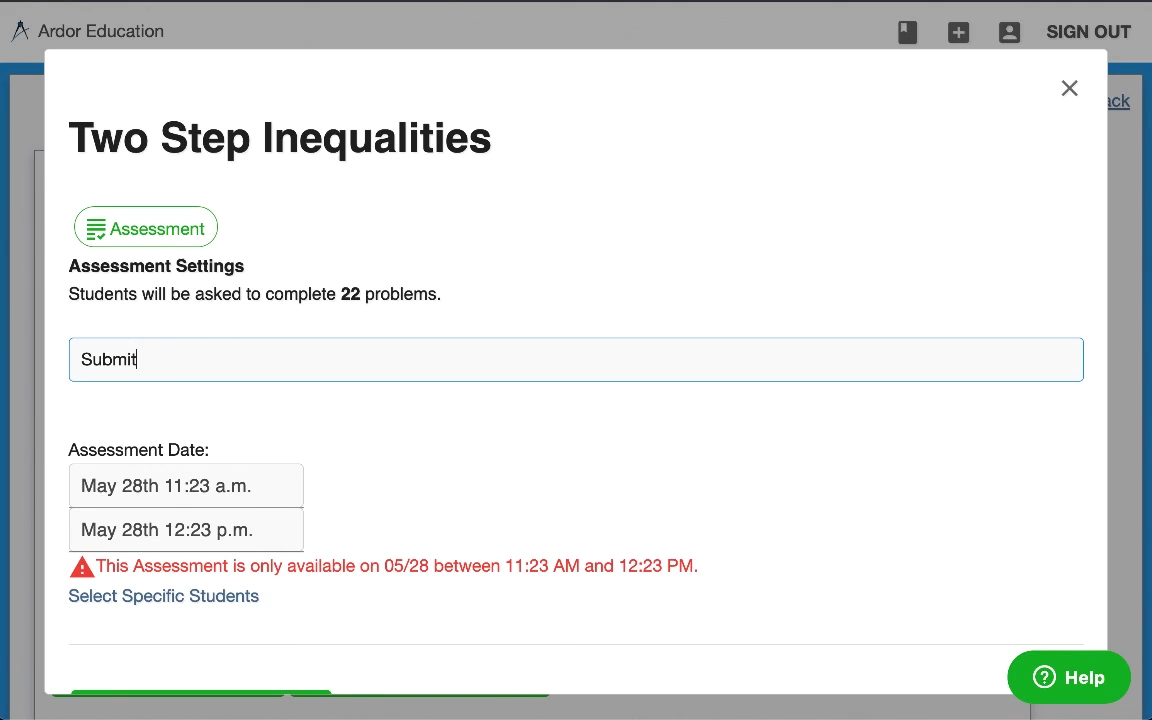 Ardor Education
SIGN OUT
ack
Two Step Inequalities
Assessment
Assessment Settings
Students will be asked to complete 22 problems.
Submit
Assessment Date:
May 28th 11:23 a.m.
May 28th 12:23 p.m.
This Assessment is only available on 05/28 between 11:23 AM and 12:23 PM.
Select Specific Students
Help